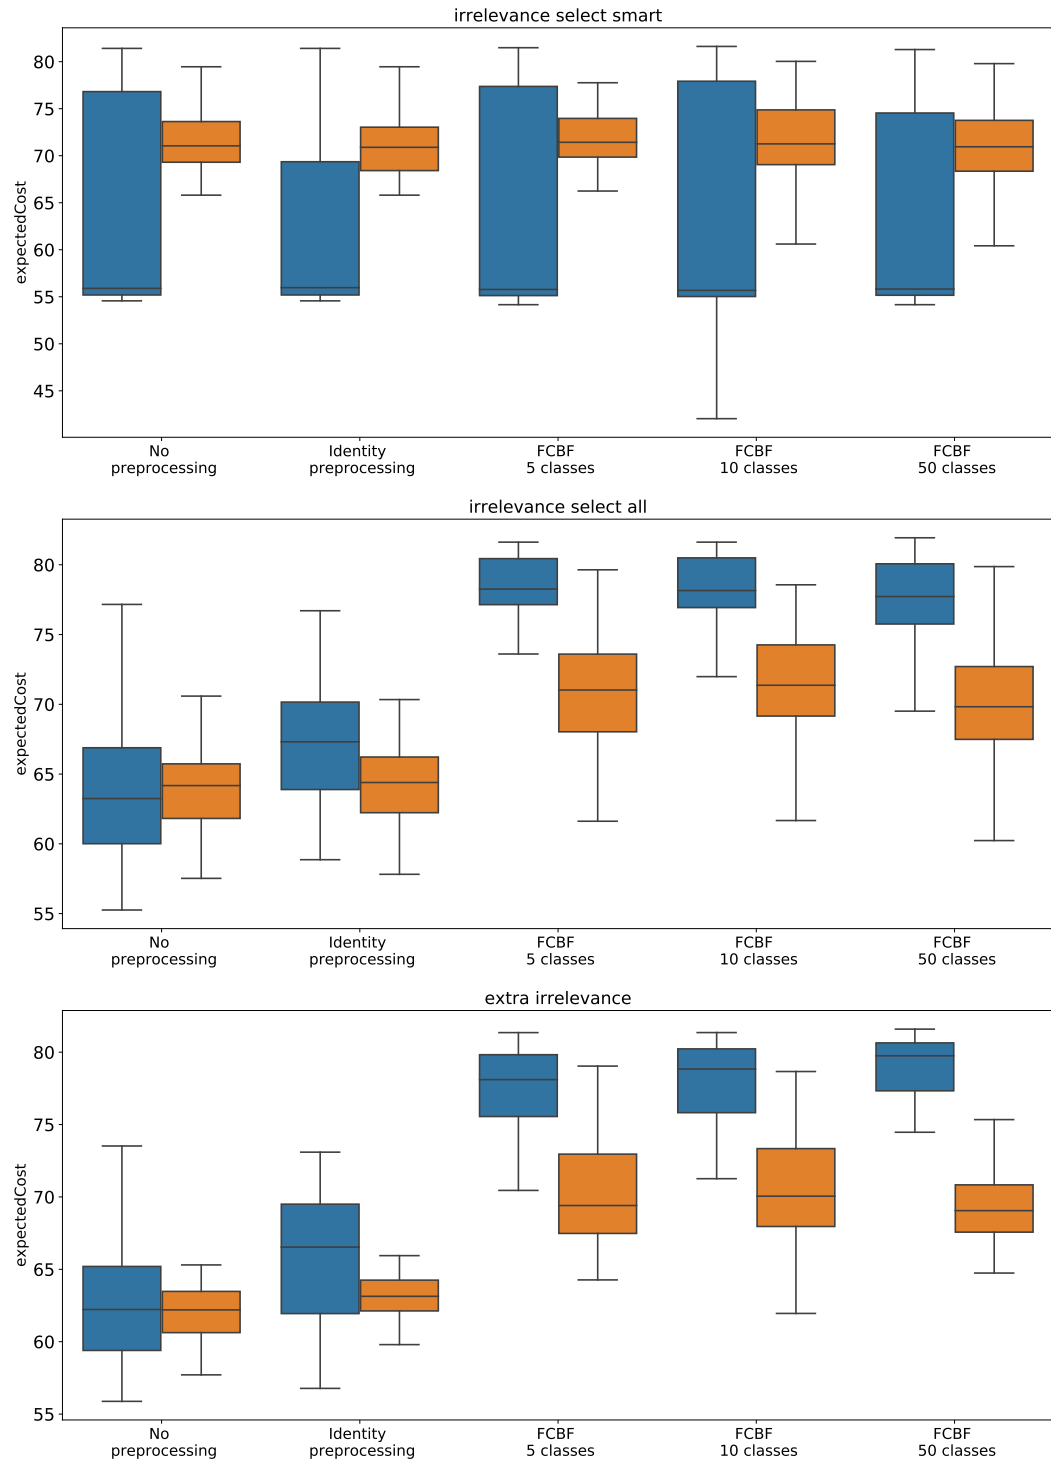 irrelevance select smart
expectedCost
80
75
70
65
60
55
50
45
No
preprocessing
Identity
preprocessing
FCBF
5 classes
FCBF
10 classes
FCBF
50 classes
irrelevance select all
expectedCost
80
75
70
65
60
55
No
preprocessing
Identity
preprocessing
FCBF
5 classes
FCBF
10 classes
FCBF
50 classes
extra irrelevance
expectedCost
80
75
70
65
60
55
No
preprocessing
Identity
preprocessing
FCBF
5 classes
FCBF
10 classes
FCBF
50 classes